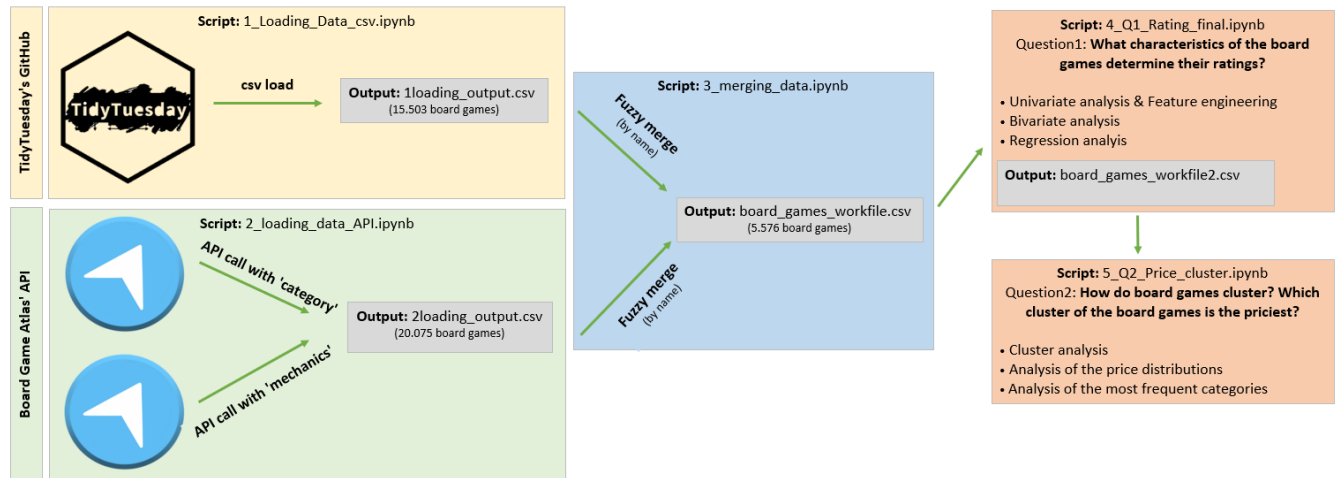 TidyTuesday's GitHub
Script: 1_Loading_Data_csv.ipynb
TidyTuesday
csv load
Output: 1loading_output.csv
(15.503 board games)
Board Game Atlas' API
Script: 2_loading_data_API.ipynb
API call with 'category'
API call with 'mechanics'
Output: 2loading_output.csv
(20.075 board games)
Script: 3_merging_data.ipynb
Fuzzy merge
(by name)
Output: board_games_workfile.csv
(5.576 board games)
Fuzzy merge
(by name)
Script: 4_Q1_Rating_final.ipynb
Question1: What characteristics of the board
games determine their ratings?
• Univariate analysis & Feature engineering
• Bivariate analysis
• Regression analyis
Output: board_games_workfile2.csv
Script: 5_Q2_Price_cluster.ipynb
Question2: How do board games cluster? Which
cluster of the board games is the priciest?
• Cluster analysis
• Analysis of the price distributions
• Analysis of the most frequent categories